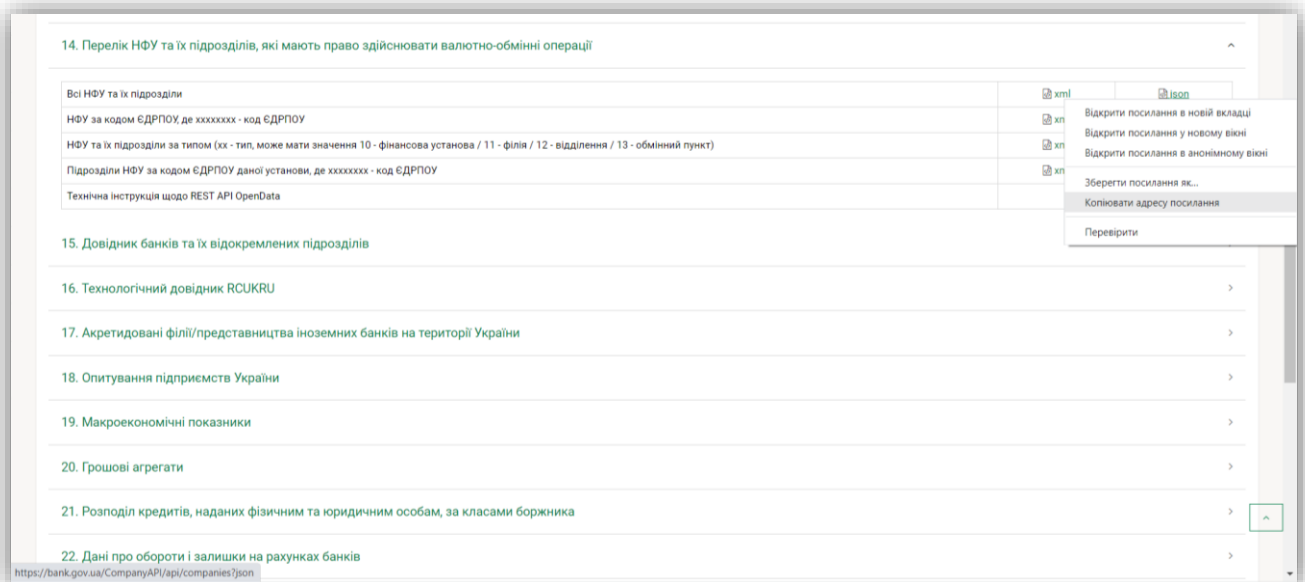 14. Перелік НФУ та їх підрозділів, які мають право здійснювати валютно-обмінні операції
Всі НФУ та їх підрозділи xml json
НФУ за кодом ЄДРПОУ, де хххххххх - код ЄДРПОУ
НФУ та їх підрозділи за типом (хх - тип, може мати значення 10 - фінансова установа / 11 - філія / 12 - відділення / 13 - обмінний пункт)
Підрозділи НФУ за кодом ЄДРПОУ даної установи, де хххххххх - код ЄДРПОУ
Технічна інструкція щодо REST API OpenData
Відкрити посилання в новій вкладці
Відкрити посилання у новому вікні
Відкрити посилання в анонімному вікні
Зберегти посилання як...
Копіювати адресу посилання
Перевірити
15. Довідник банків та їх відокремлених підрозділів
16. Технологічний довідник RCUKRU
17. Акретидовані філії/представництва іноземних банків на території України
18. Опитування підприємств України
19. Макроекономічні показники
20. Грошові агрегати
21. Розподіл кредитів, наданих фізичним та юридичним особам, за класами боржника
22. Дані про обороти і залишки на рахунках банків
https://bank.gov.ua/CompanyAPI/api/companies?json